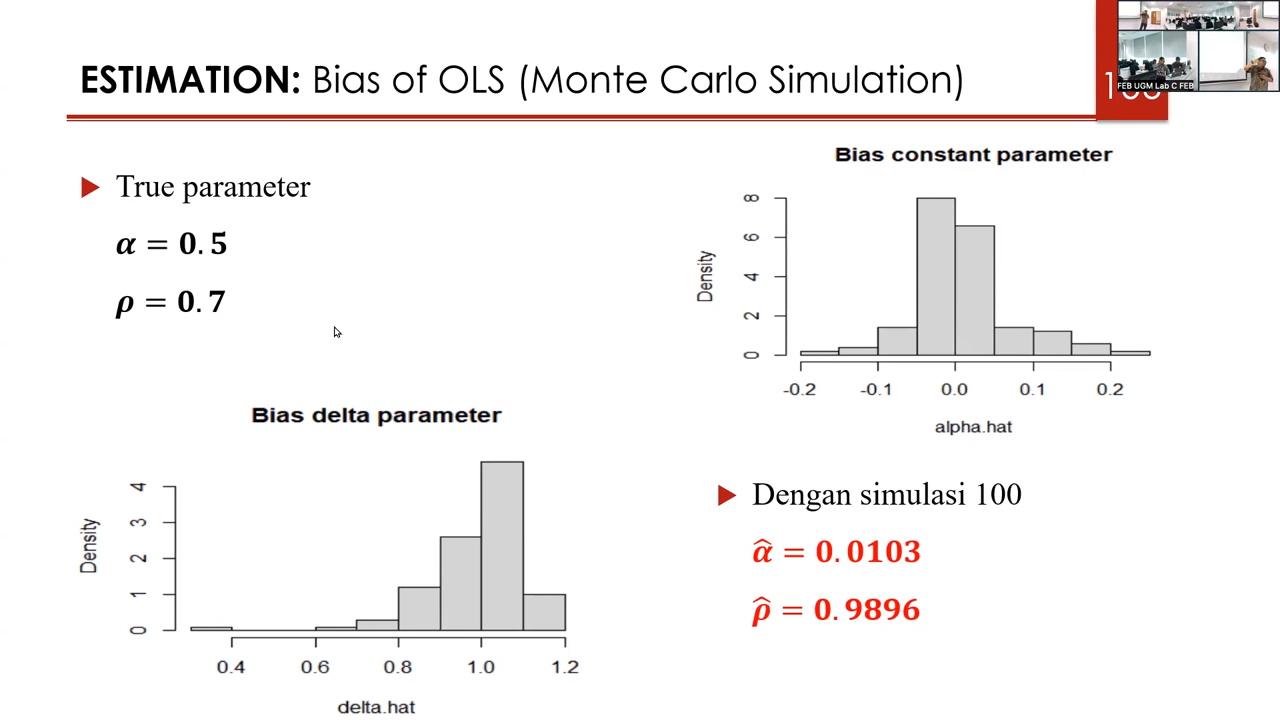 ESTIMATION: Bias of OLS (Monte Carlo Simulation)
FEB UGM Lab C FEB
True parameter
α = 0.5
ρ = 0.7
Bias constant parameter
Density
8
6
4
2
0
-0.2 -0.1 0.0 0.1 0.2
alpha.hat
Bias delta parameter
Density
4
3
2
1
0
0.4 0.6 0.8 1.0 1.2
delta.hat
Dengan simulasi 100
α̂ = 0.0103
ρ̂ = 0.9896